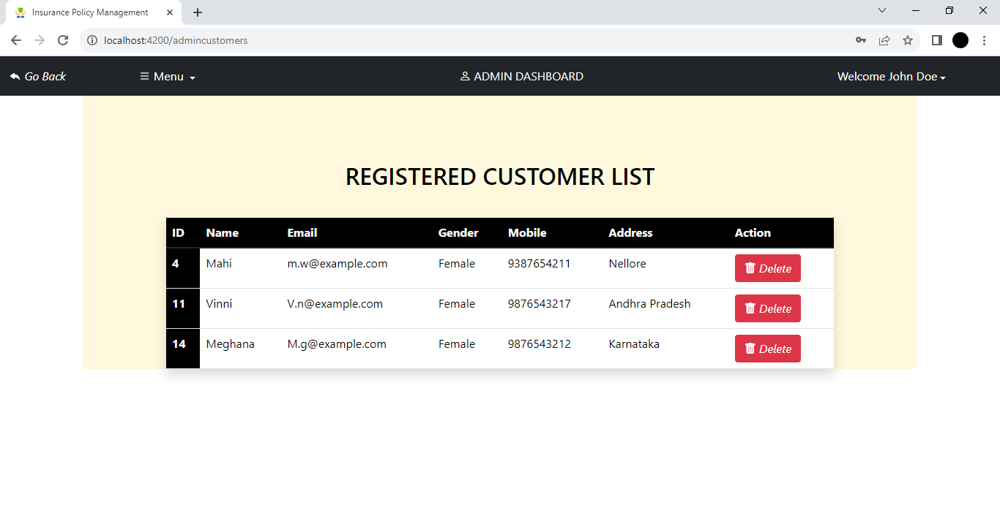 Insurance Policy Management
localhost:4200/admincustomers
Go Back Menu ADMIN DASHBOARD Welcome John Doe
REGISTERED CUSTOMER LIST
ID Name Email Gender Mobile Address Action
4 Mahi m.w@example.com Female 9387654211 Nellore Delete
11 Vinni V.n@example.com Female 9876543217 Andhra Pradesh Delete
14 Meghana M.g@example.com Female 9876543212 Karnataka Delete